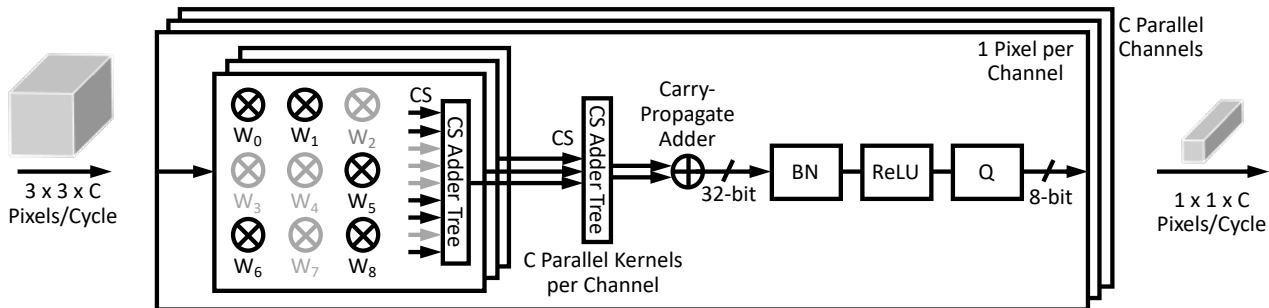 C Parallel
Channels
1 Pixel per
Channel
3 x 3 x C
Pixels/Cycle
CS
W0
W1
W2
W3
W4
W5
W6
W7
W8
CS Adder Tree
CS
CS Adder Tree
C Parallel Kernels
per Channel
Carry-
Propagate
Adder
32-bit
BN
ReLU
Q
8-bit
1 x 1 x C
Pixels/Cycle